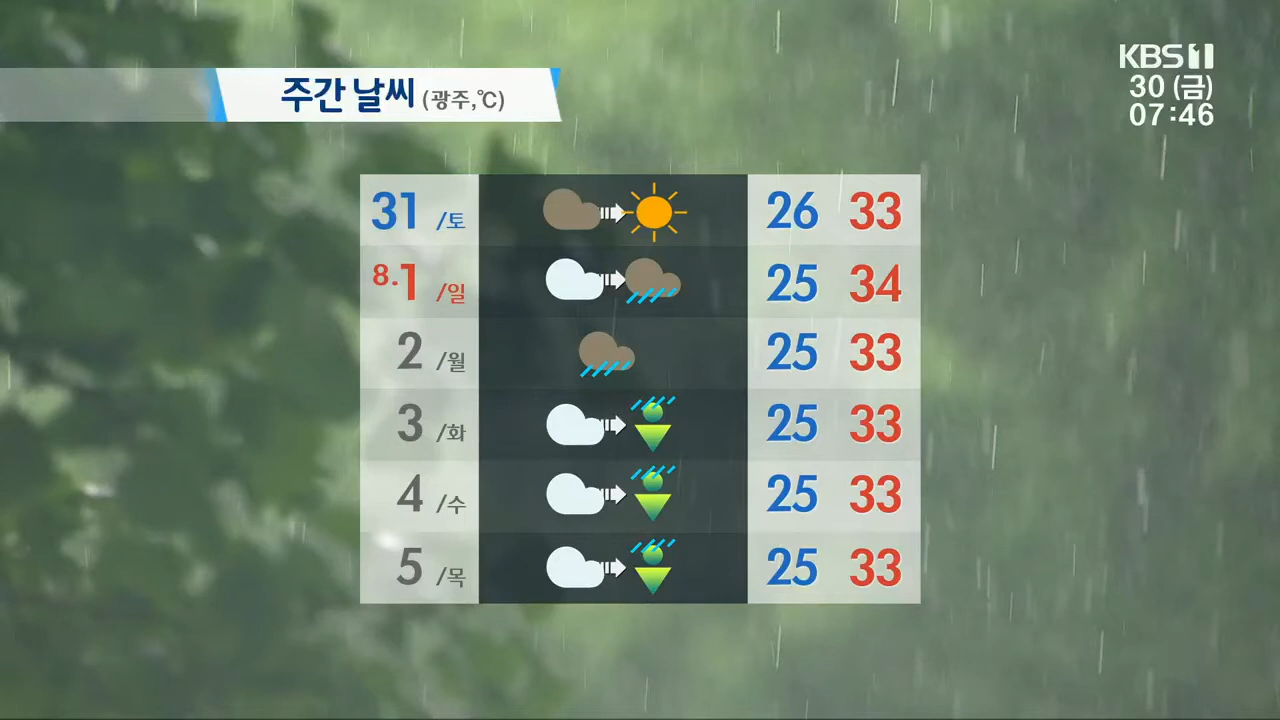 주간 날씨 (광주,℃)
KBS 1
30 (금)
07:46
31 /토 26 33
8.1 /일 25 34
2 /월 25 33
3 /화 25 33
4 /수 25 33
5 /목 25 33